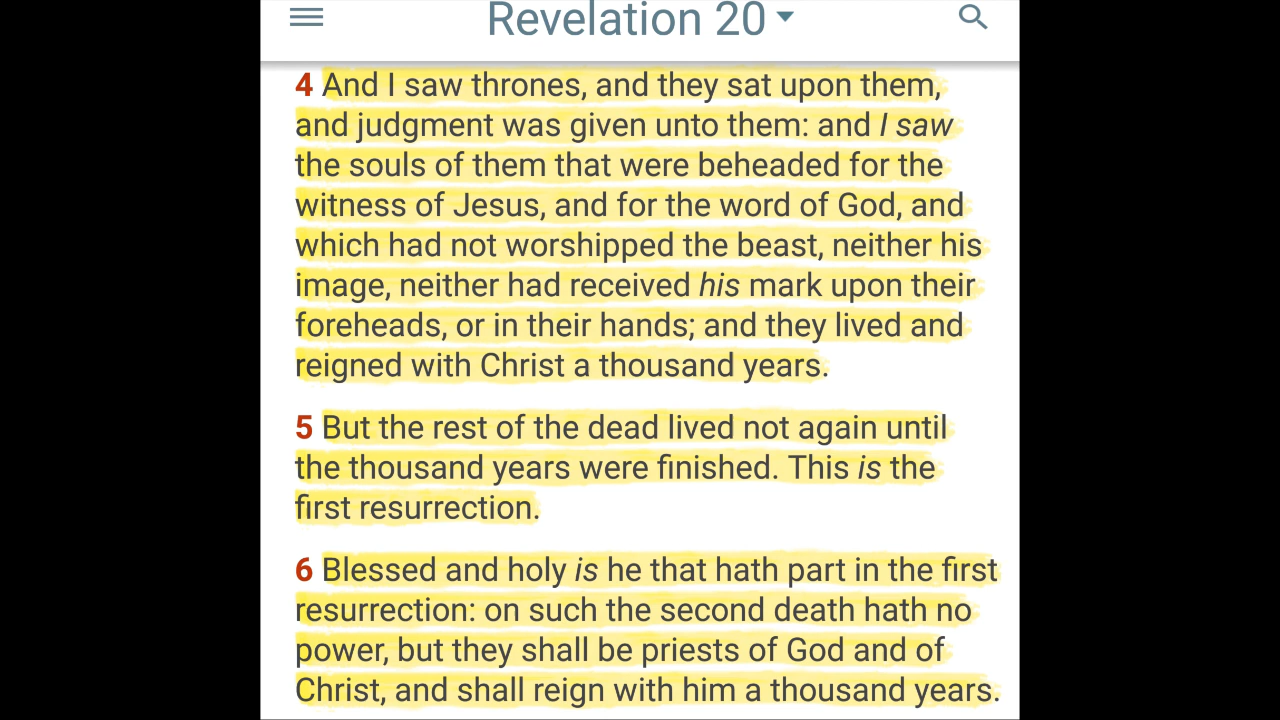 Revelation 20
4 And I saw thrones, and they sat upon them,
and judgment was given unto them: and I saw
the souls of them that were beheaded for the
witness of Jesus, and for the word of God, and
which had not worshipped the beast, neither his
image, neither had received his mark upon their
foreheads, or in their hands; and they lived and
reigned with Christ a thousand years.
5 But the rest of the dead lived not again until
the thousand years were finished. This is the
first resurrection.
6 Blessed and holy is he that hath part in the first
resurrection: on such the second death hath no
power, but they shall be priests of God and of
Christ, and shall reign with him a thousand years.